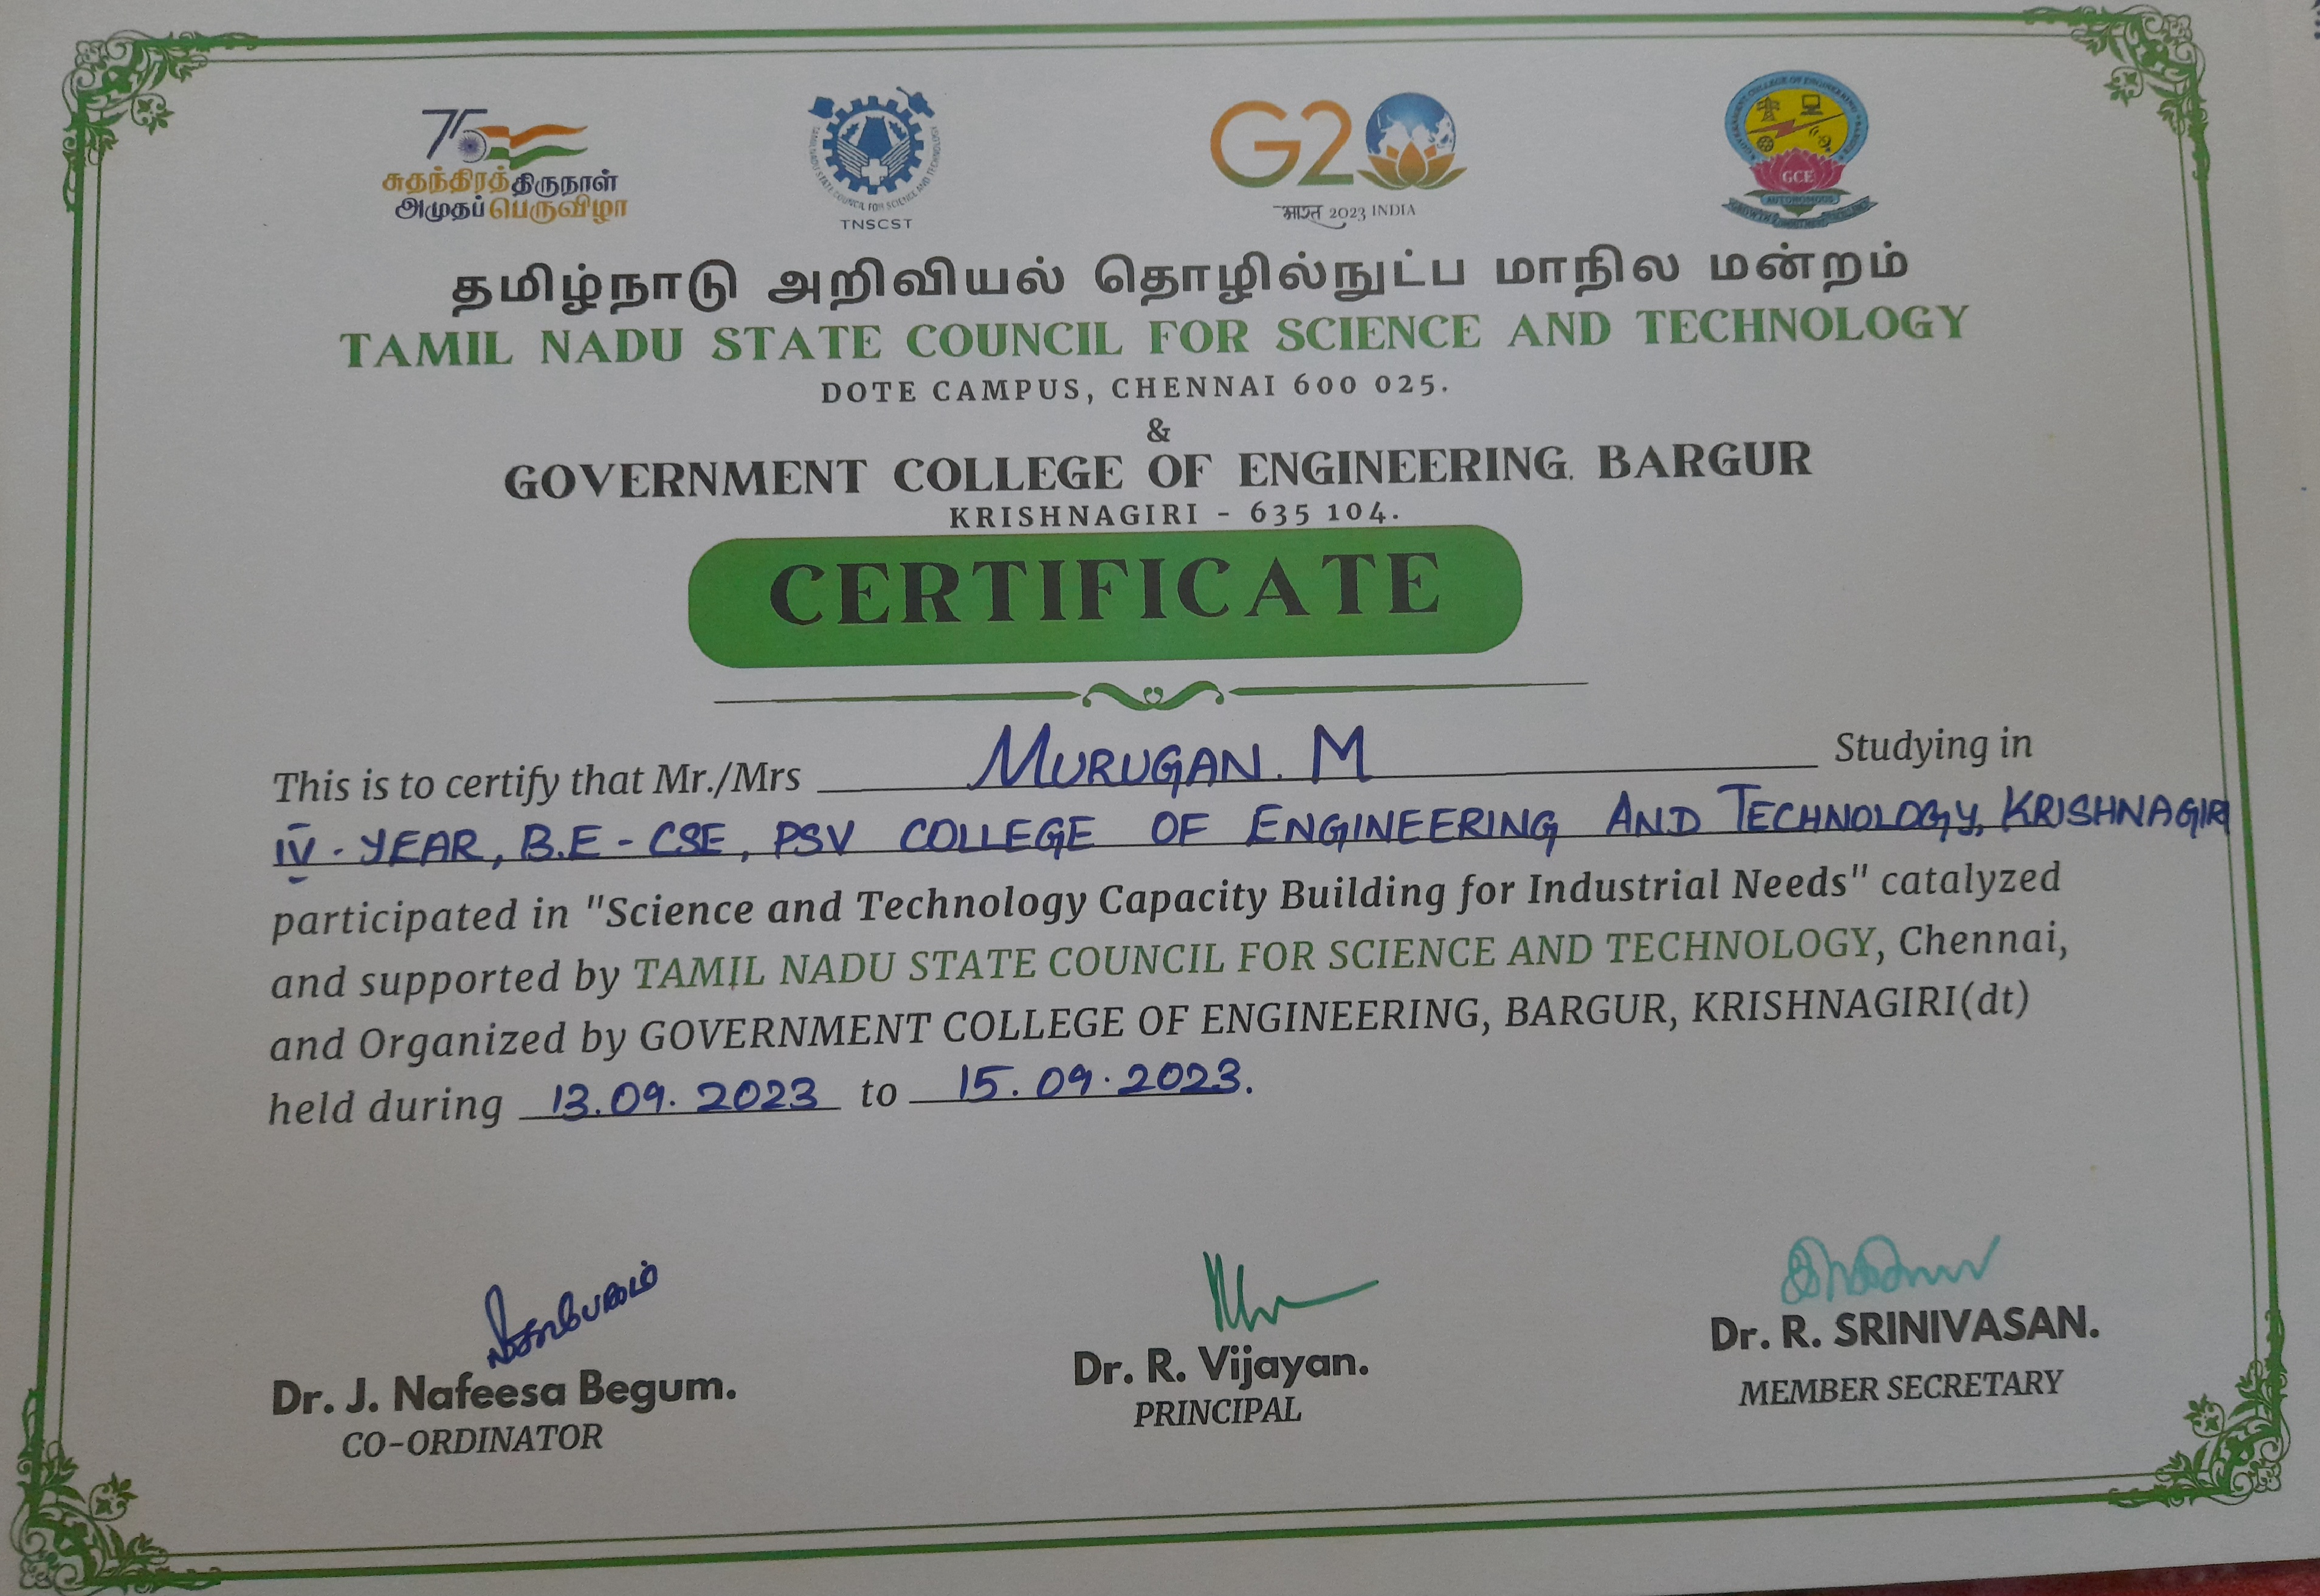 75
சுதந்திரத் திருநாள்
அமுதப் பெருவிழா
TAMIL NADU STATE COUNCIL FOR SCIENCE AND TECHNOLOGY
TNSCST
G20
भारत 2023 INDIA
GOVERNMENT COLLEGE OF ENGINEERING BARGUR
GCE
AUTONOMOUS
தமிழ்நாடு அறிவியல் தொழில்நுட்ப மாநில மன்றம்
TAMIL NADU STATE COUNCIL FOR SCIENCE AND TECHNOLOGY
DOTE CAMPUS, CHENNAI 600 025.
&
GOVERNMENT COLLEGE OF ENGINEERING, BARGUR
KRISHNAGIRI - 635 104.
CERTIFICATE
This is to certify that Mr./Mrs MURUGAN. M Studying in
IV - YEAR, B.E - CSE, PSV COLLEGE OF ENGINEERING AND TECHNOLOGY, KRISHNAGIRI
participated in "Science and Technology Capacity Building for Industrial Needs" catalyzed
and supported by TAMIL NADU STATE COUNCIL FOR SCIENCE AND TECHNOLOGY, Chennai,
and Organized by GOVERNMENT COLLEGE OF ENGINEERING, BARGUR, KRISHNAGIRI(dt)
held during 13.09.2023 to 15.09.2023.
Dr. J. Nafeesa Begum.
CO-ORDINATOR
Dr. R. Vijayan.
PRINCIPAL
Dr. R. SRINIVASAN.
MEMBER SECRETARY